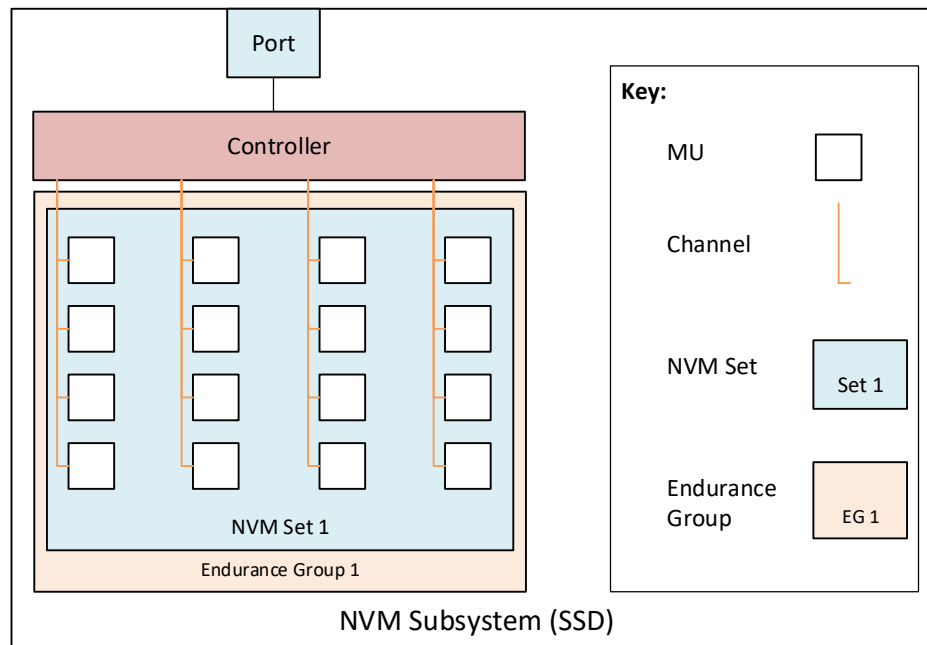 Port
Controller
NVM Set 1
Endurance Group 1
NVM Subsystem (SSD)
Key:
MU
Channel
NVM Set
Set 1
Endurance
Group
EG 1